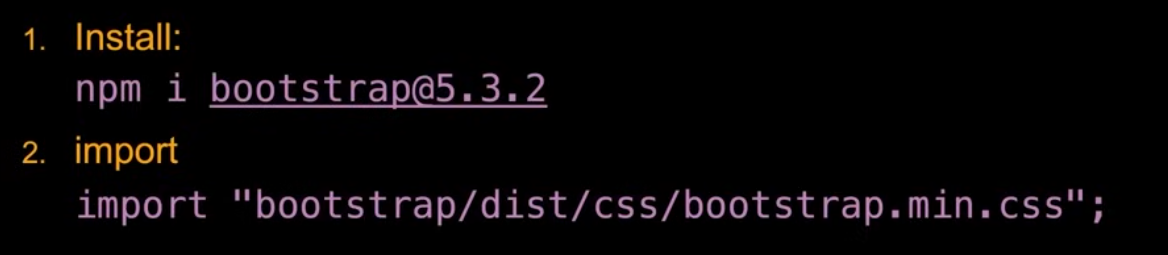 1. Install:
npm i bootstrap@5.3.2
2. import
import "bootstrap/dist/css/bootstrap.min.css";